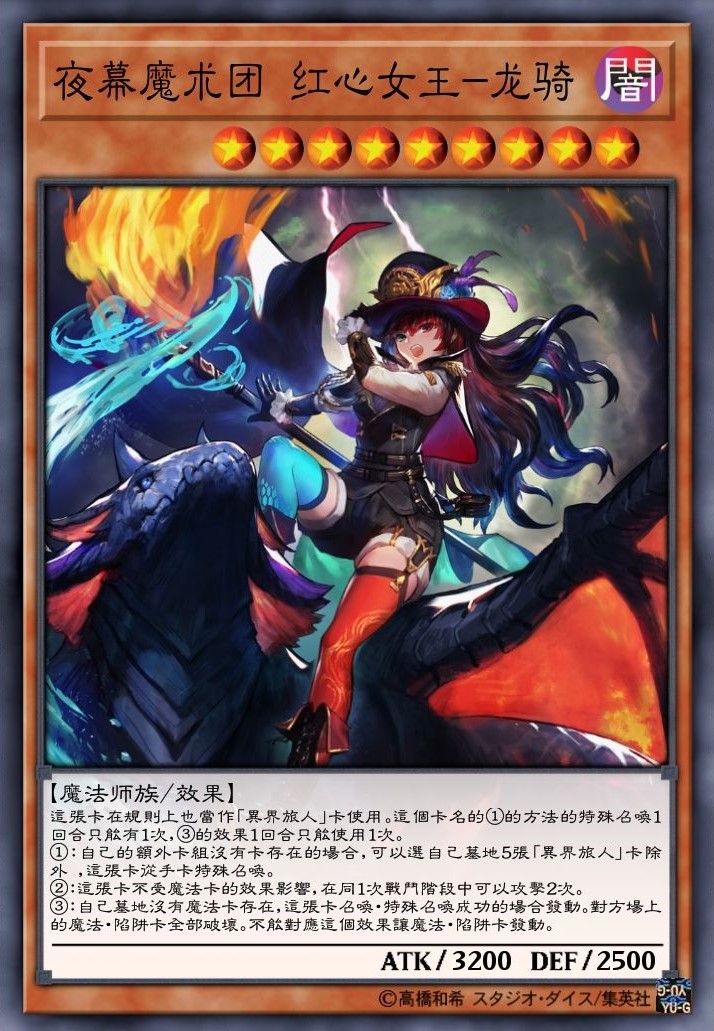 夜幕魔术团 红心女王-龙骑
闇
【魔法师族/效果】
這張卡在規則上也當作「異界旅人」卡使用。這個卡名的①的方法的特殊召喚1
回合只能有1次,③的效果1回合只能使用1次。
①:自己的額外卡組沒有卡存在的場合,可以選自己墓地5張「異界旅人」卡除
外 ,這張卡從手卡特殊召喚。
②:這張卡不受魔法卡的效果影響,在同1次戰鬥階段中可以攻擊2次。
③:自己墓地沒有魔法卡存在,這張卡召喚・特殊召喚成功的場合發動。對方場上
的魔法・陷阱卡全部破壞。不能對應這個效果讓魔法・陷阱卡發動。
ATK/3200 DEF/2500
©高橋和希 スタジオ・ダイス/集英社
YU-G
YU-G